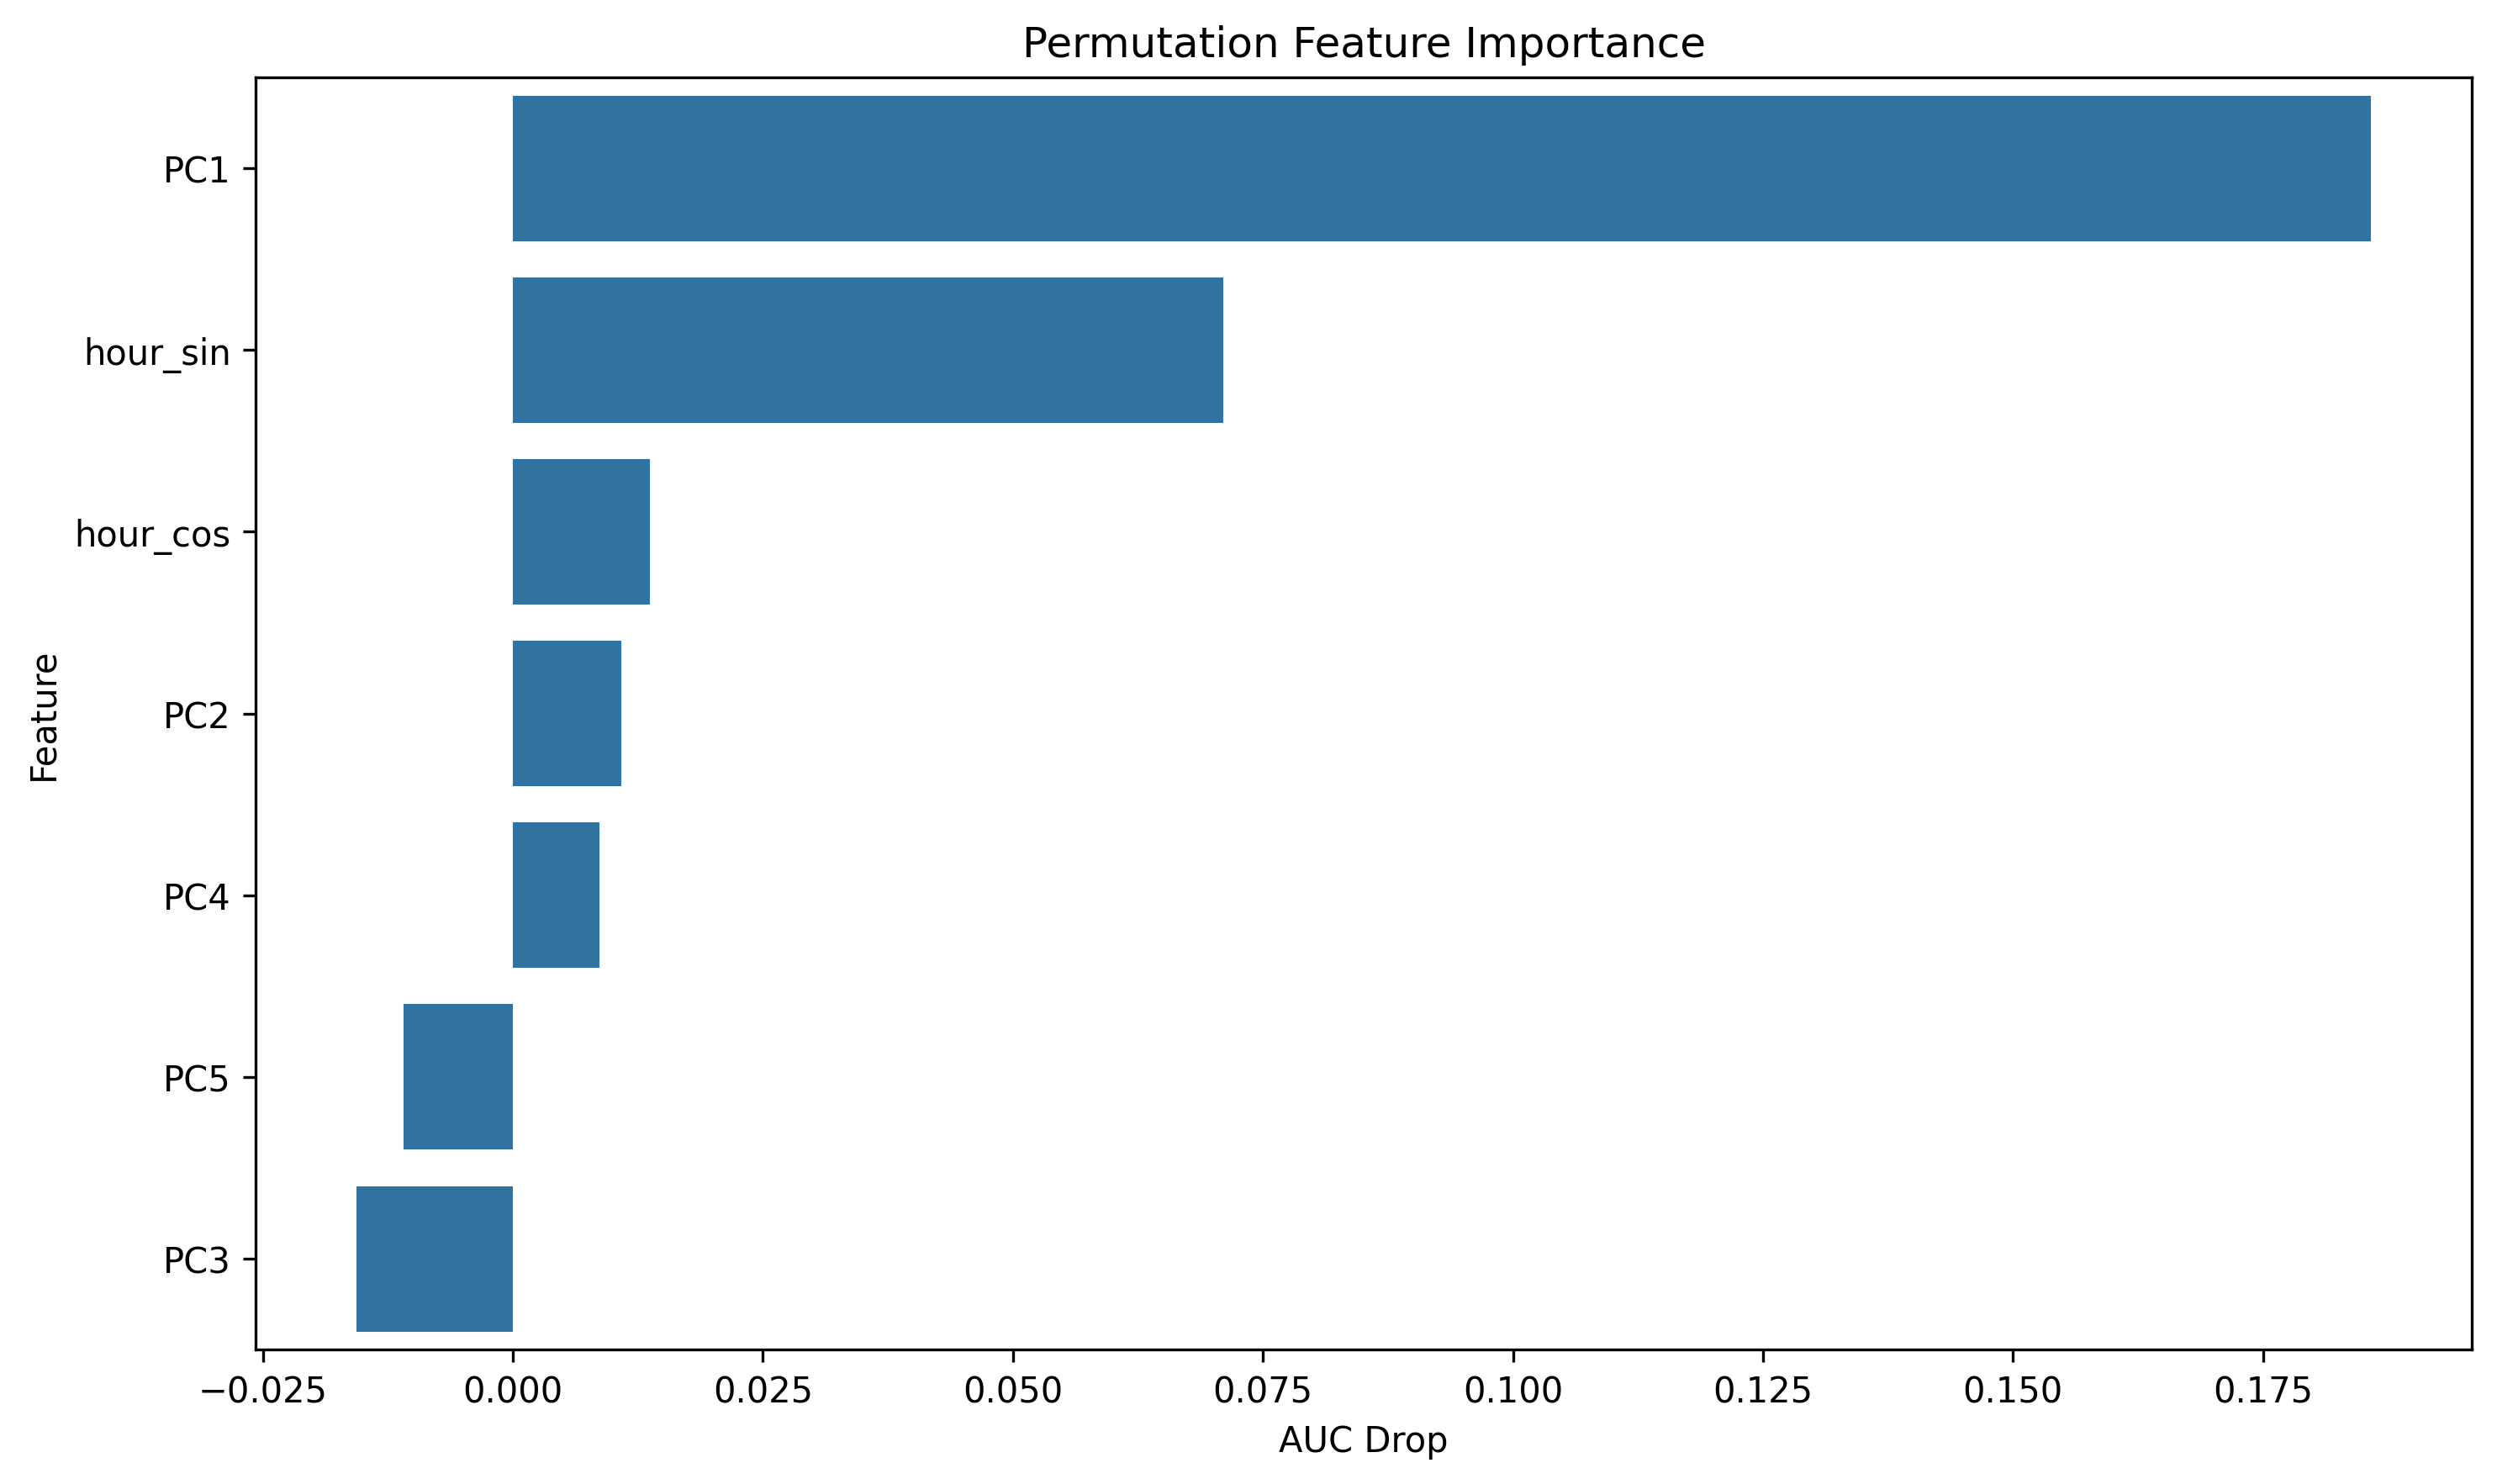 Permutation Feature Importance
PC1
hour_sin
hour_cos
PC2
PC4
PC5
PC3
Feature
−0.025 0.000 0.025 0.050 0.075 0.100 0.125 0.150 0.175
AUC Drop